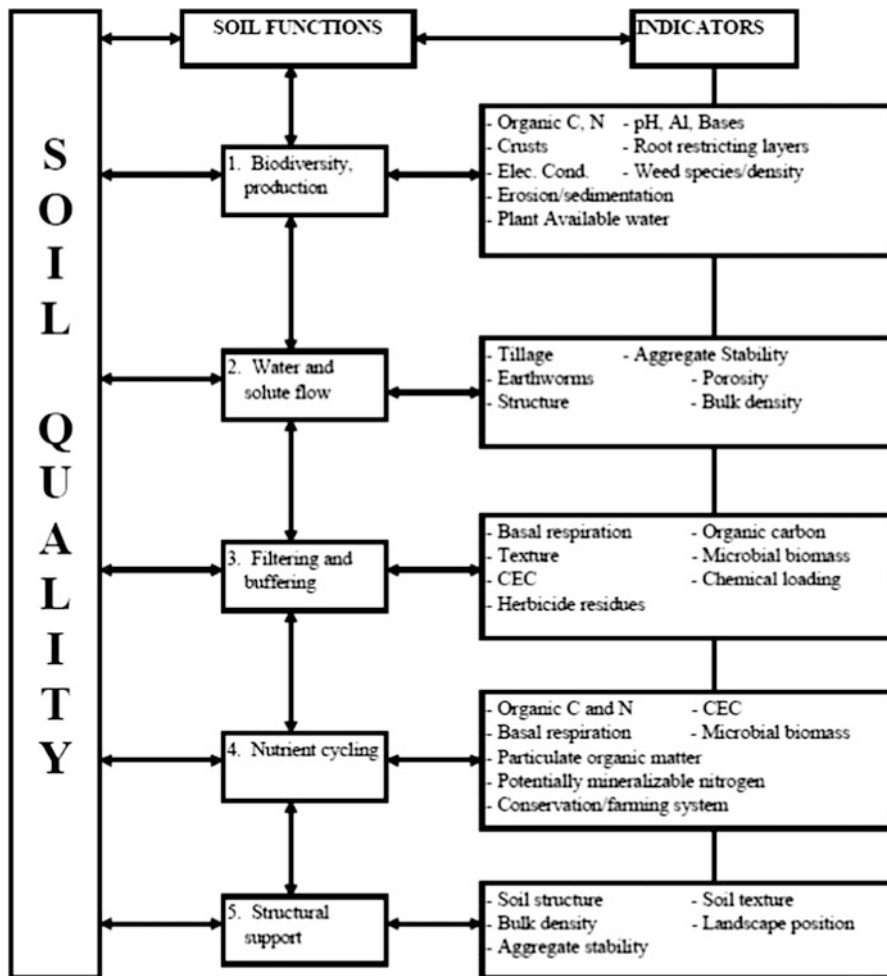 SOIL QUALITY
SOIL FUNCTIONS
INDICATORS
1. Biodiversity,
production
- Organic C, N - pH, Al, Bases
- Crusts - Root restricting layers
- Elec. Cond. - Weed species/density
- Erosion/sedimentation
- Plant Available water
2. Water and
solute flow
- Tillage - Aggregate Stability
- Earthworms - Porosity
- Structure - Bulk density
3. Filtering and
buffering
- Basal respiration - Organic carbon
- Texture - Microbial biomass
- CEC - Chemical loading
- Herbicide residues
4. Nutrient cycling
- Organic C and N - CEC
- Basal respiration - Microbial biomass
- Particulate organic matter
- Potentially mineralizable nitrogen
- Conservation/farming system
5. Structural
support
- Soil structure - Soil texture
- Bulk density - Landscape position
- Aggregate stability